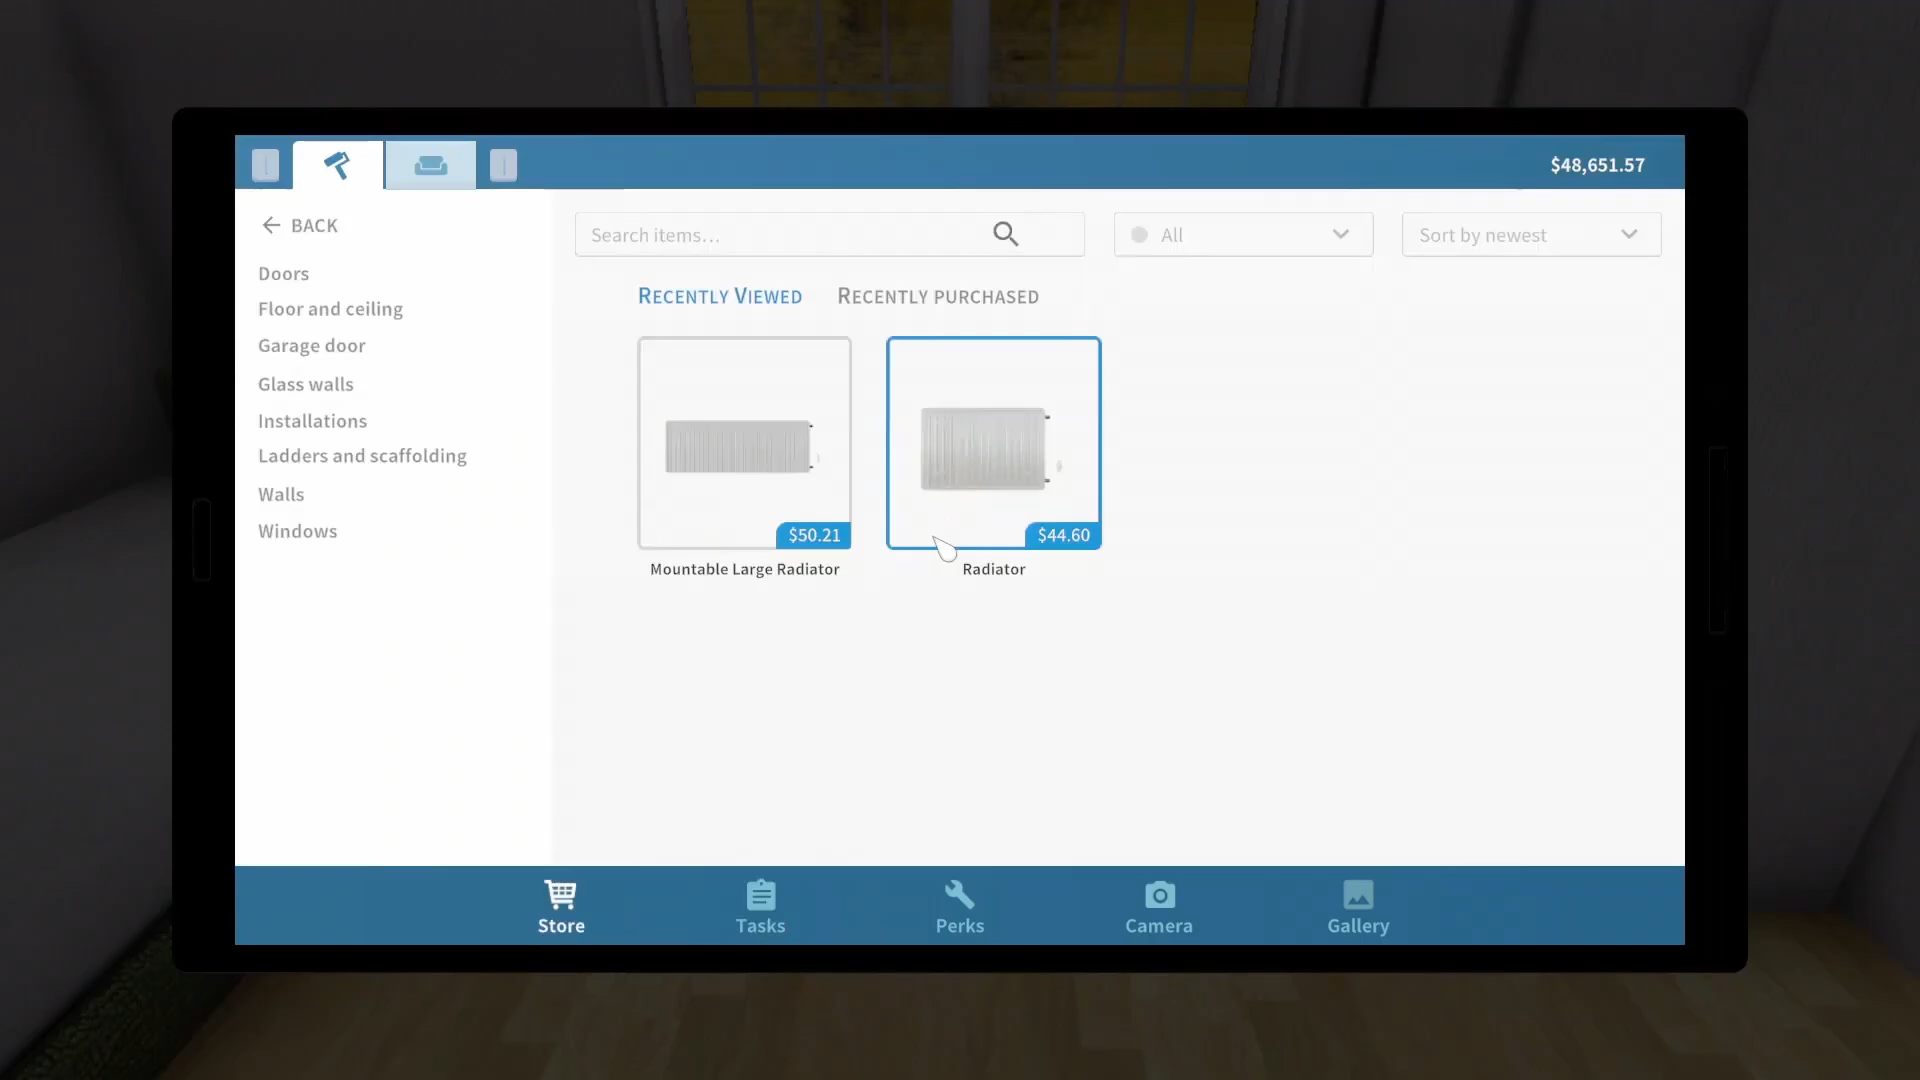 $48,651.57
BACK
Doors
Floor and ceiling
Garage door
Glass walls
Installations
Ladders and scaffolding
Walls
Windows
Search items...
All
Sort by newest
RECENTLY VIEWED
RECENTLY PURCHASED
$50.21
Mountable Large Radiator
$44.60
Radiator
Store
Tasks
Perks
Camera
Gallery